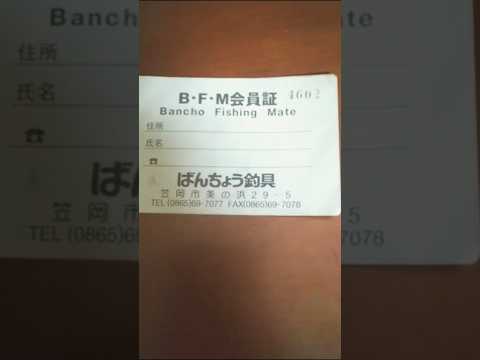 B・F・M会員証 4602
Bancho Fishing Mate
住所
氏名
☎
ばんちょう釣具
笠岡市美の浜29-5
TEL(0865)69-7077 FAX(0865)69-7078